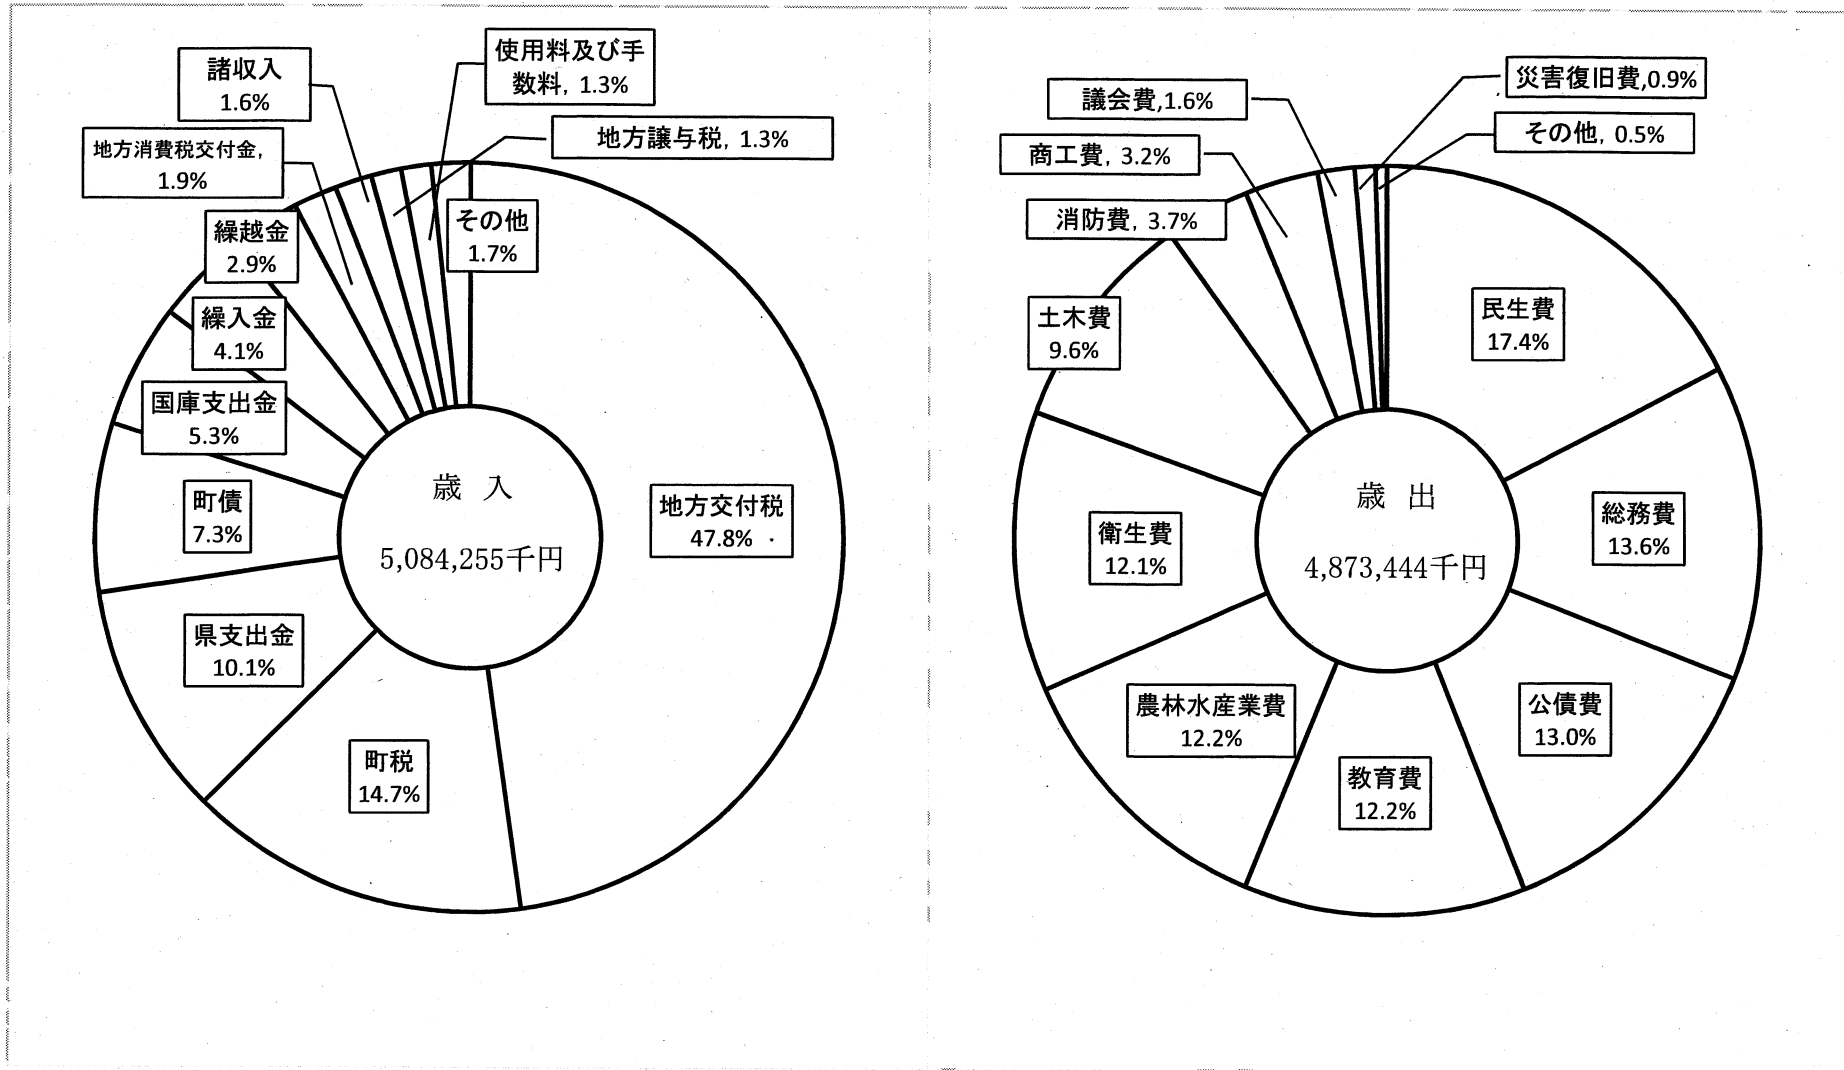 諸収入
1.6%
使用料及び手
数料, 1.3%
地方消費税交付金,
1.9%
地方譲与税, 1.3%
繰越金
2.9%
その他
1.7%
繰入金
4.1%
国庫支出金
5.3%
町債
7.3%
県支出金
10.1%
町税
14.7%
地方交付税
47.8%
歳 入
5,084,255千円
議会費,1.6%
災害復旧費,0.9%
商工費, 3.2%
その他, 0.5%
消防費, 3.7%
土木費
9.6%
民生費
17.4%
衛生費
12.1%
総務費
13.6%
農林水産業費
12.2%
教育費
12.2%
公債費
13.0%
歳 出
4,873,444千円